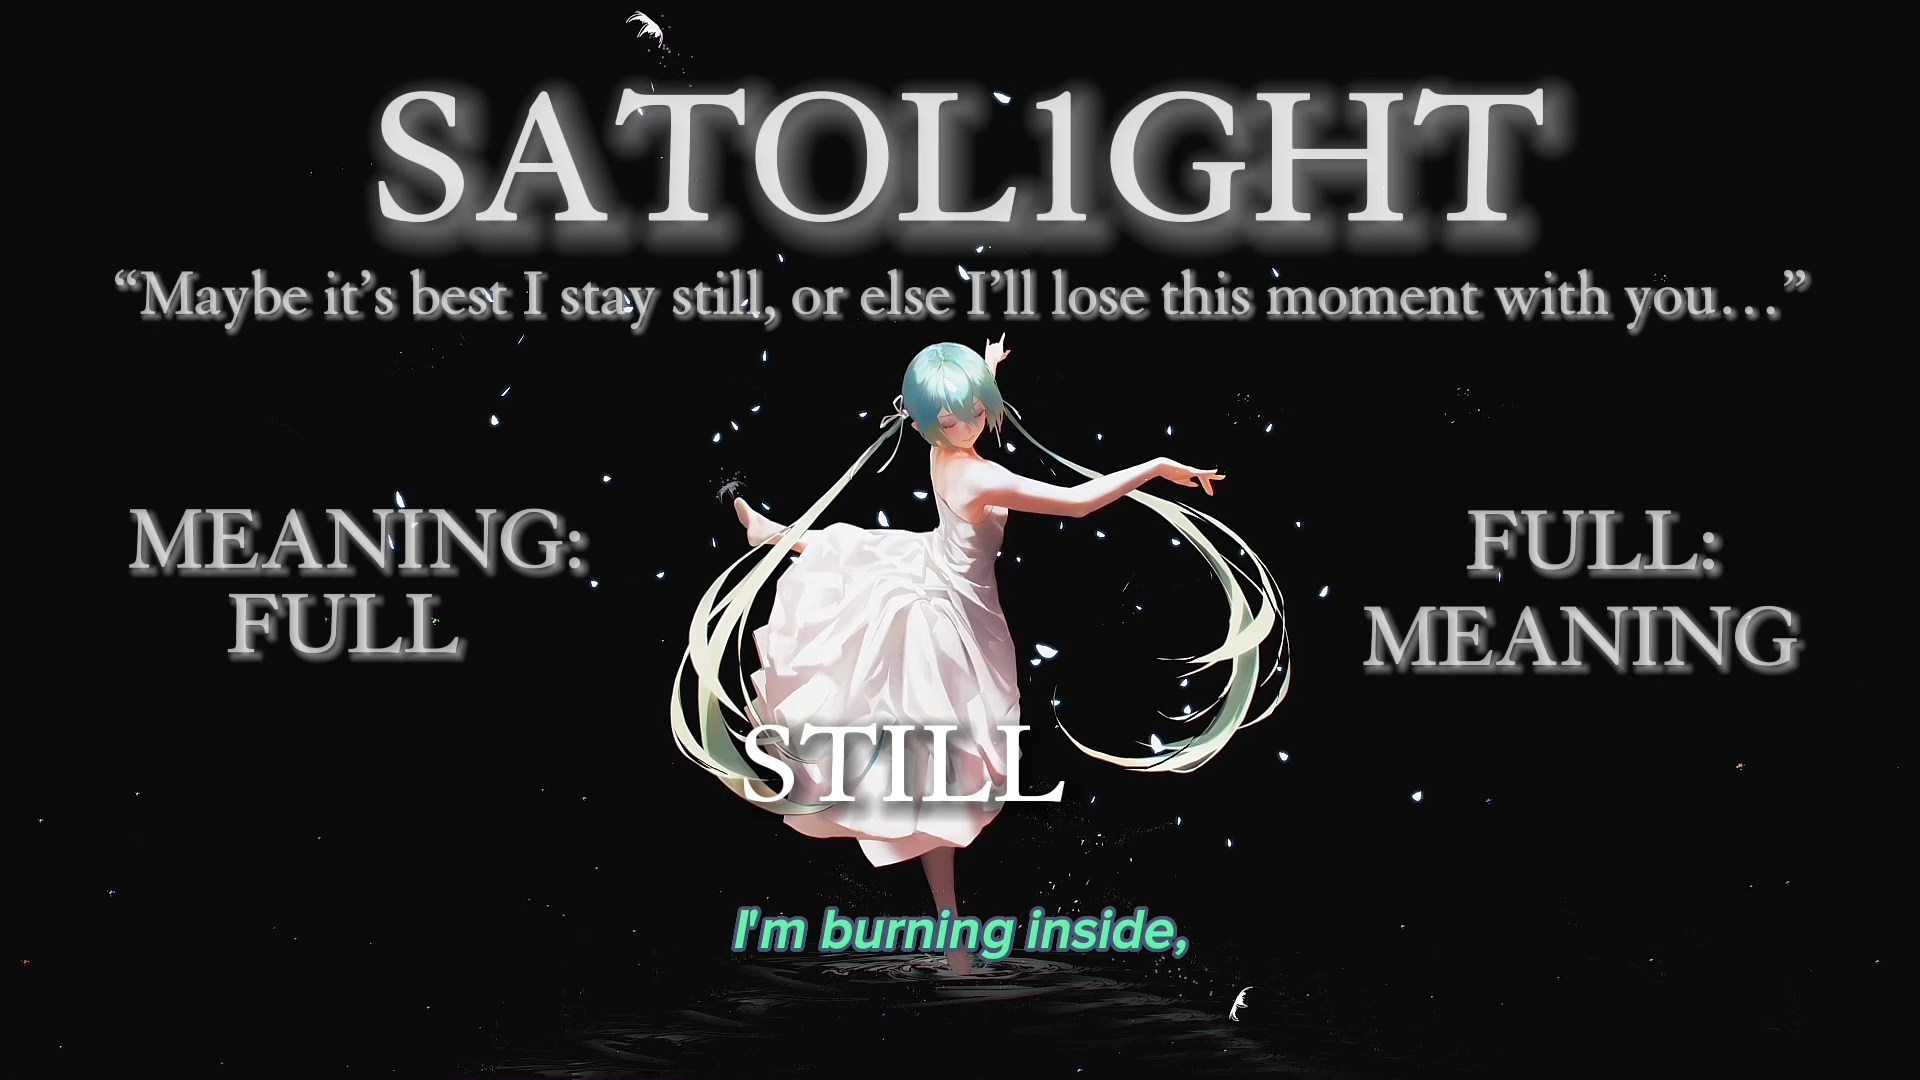 SATOL1GHT
“Maybe it’s best I stay still, or else I’ll lose this moment with you…”
MEANING:
FULL
FULL:
MEANING
STILL
I'm burning inside,